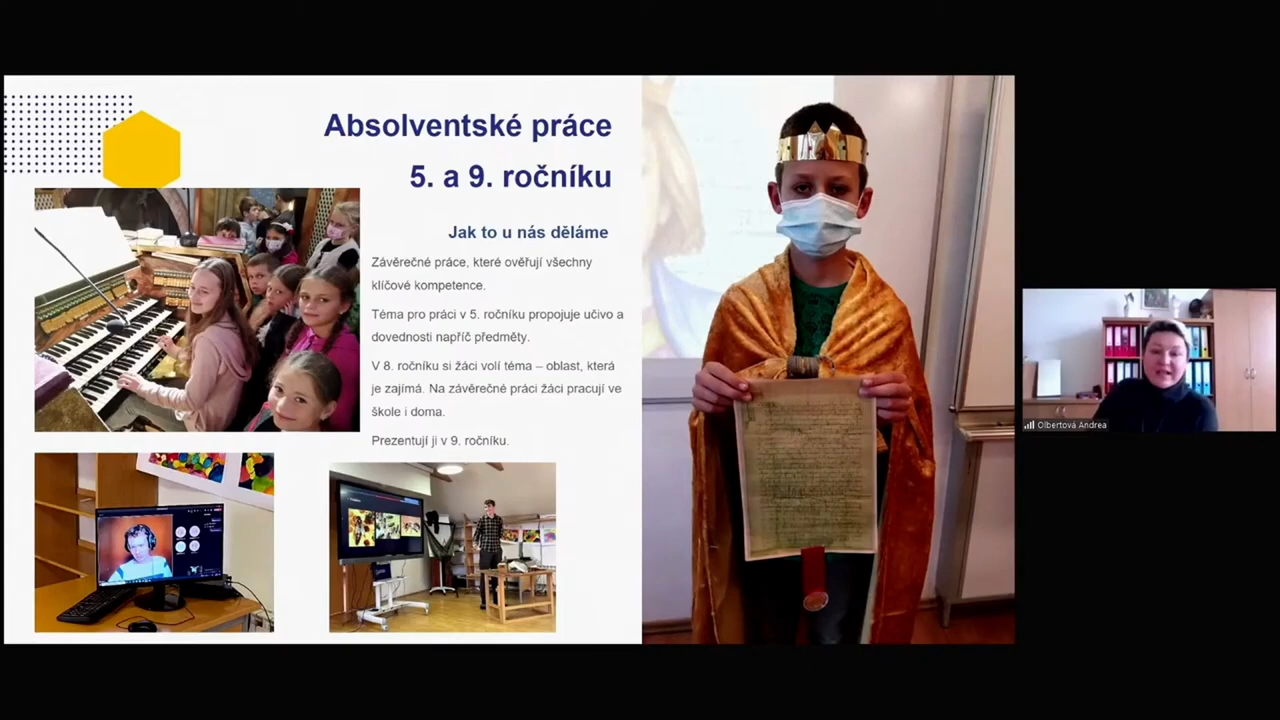 Absolventské práce
5. a 9. ročníku
Jak to u nás děláme
Závěrečné práce, které ověřují všechny
klíčové kompetence.
Téma pro práci v 5. ročníku propojuje učivo a
dovednosti napříč předměty.
V 8. ročníku si žáci volí téma – oblast, která
je zajímá. Na závěrečné práci žáci pracují ve
škole i doma.
Prezentují ji v 9. ročníku.
Olbertová Andrea